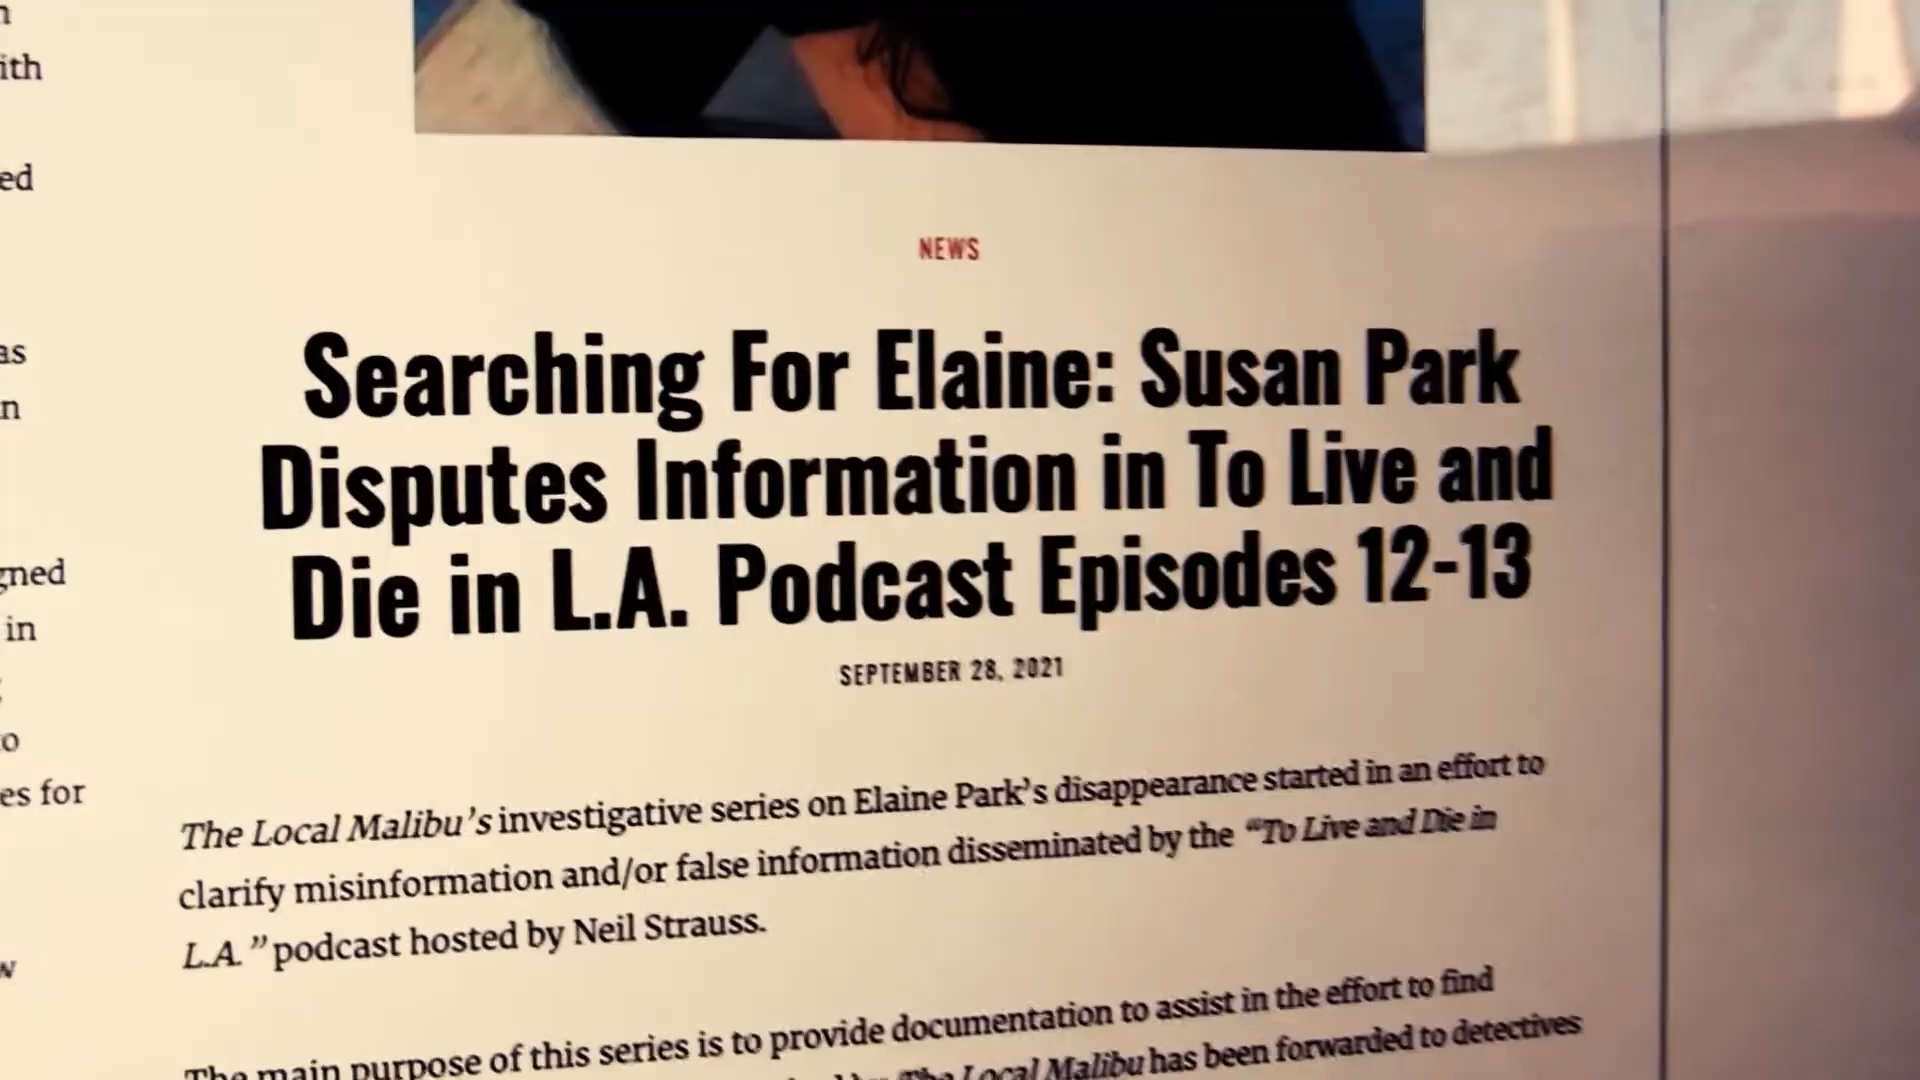 ith
ed
as
n
gned
in
o
es for
w
NEWS
Searching For Elaine: Susan Park
Disputes Information in To Live and
Die in L.A. Podcast Episodes 12-13
SEPTEMBER 28, 2021
The Local Malibu's investigative series on Elaine Park's disappearance started in an effort to
clarify misinformation and/or false information disseminated by the "To Live and Die in
L.A." podcast hosted by Neil Strauss.
The main purpose of this series is to provide documentation to assist in the effort to find
by The Local Malibu has been forwarded to detectives